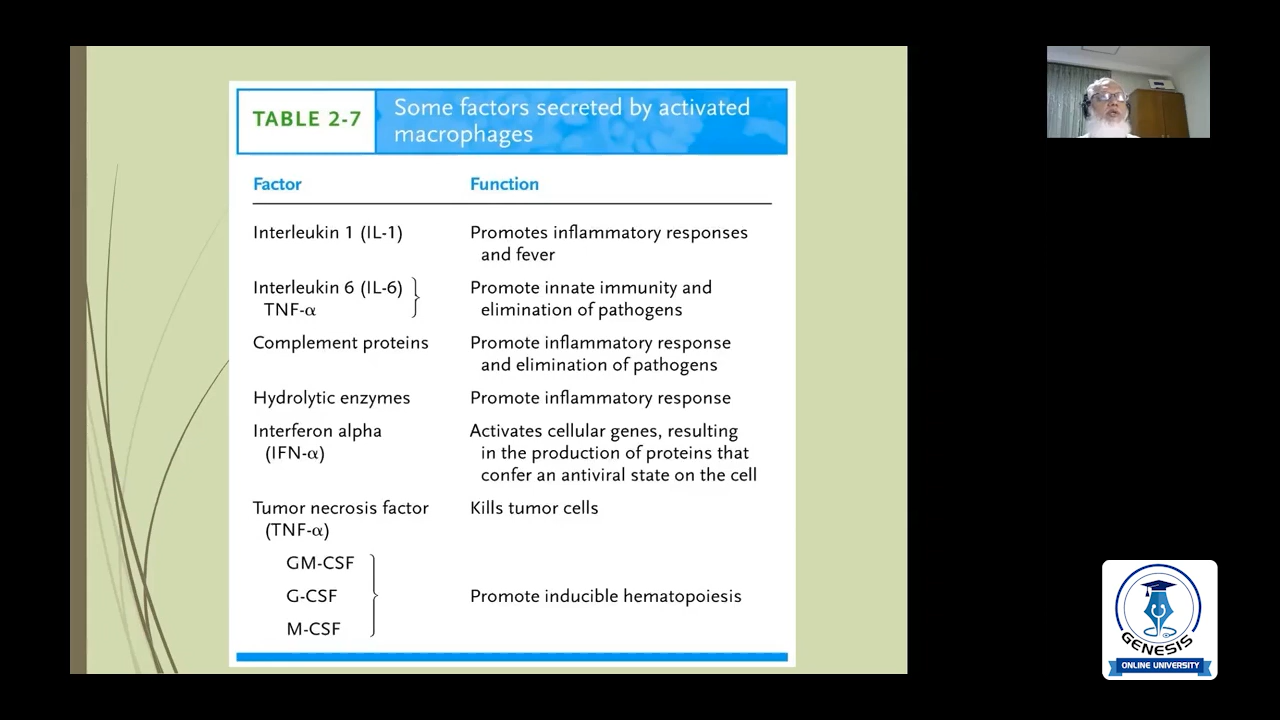 TABLE 2-7
Some factors secreted by activated
macrophages
Factor Function
Interleukin 1 (IL-1) Promotes inflammatory responses
and fever
Interleukin 6 (IL-6) Promote innate immunity and
TNF-α elimination of pathogens
Complement proteins Promote inflammatory response
and elimination of pathogens
Hydrolytic enzymes Promote inflammatory response
Interferon alpha Activates cellular genes, resulting
(IFN-α) in the production of proteins that
confer an antiviral state on the cell
Tumor necrosis factor Kills tumor cells
(TNF-α)
GM-CSF
G-CSF Promote inducible hematopoiesis
M-CSF
GENESIS
ONLINE UNIVERSITY